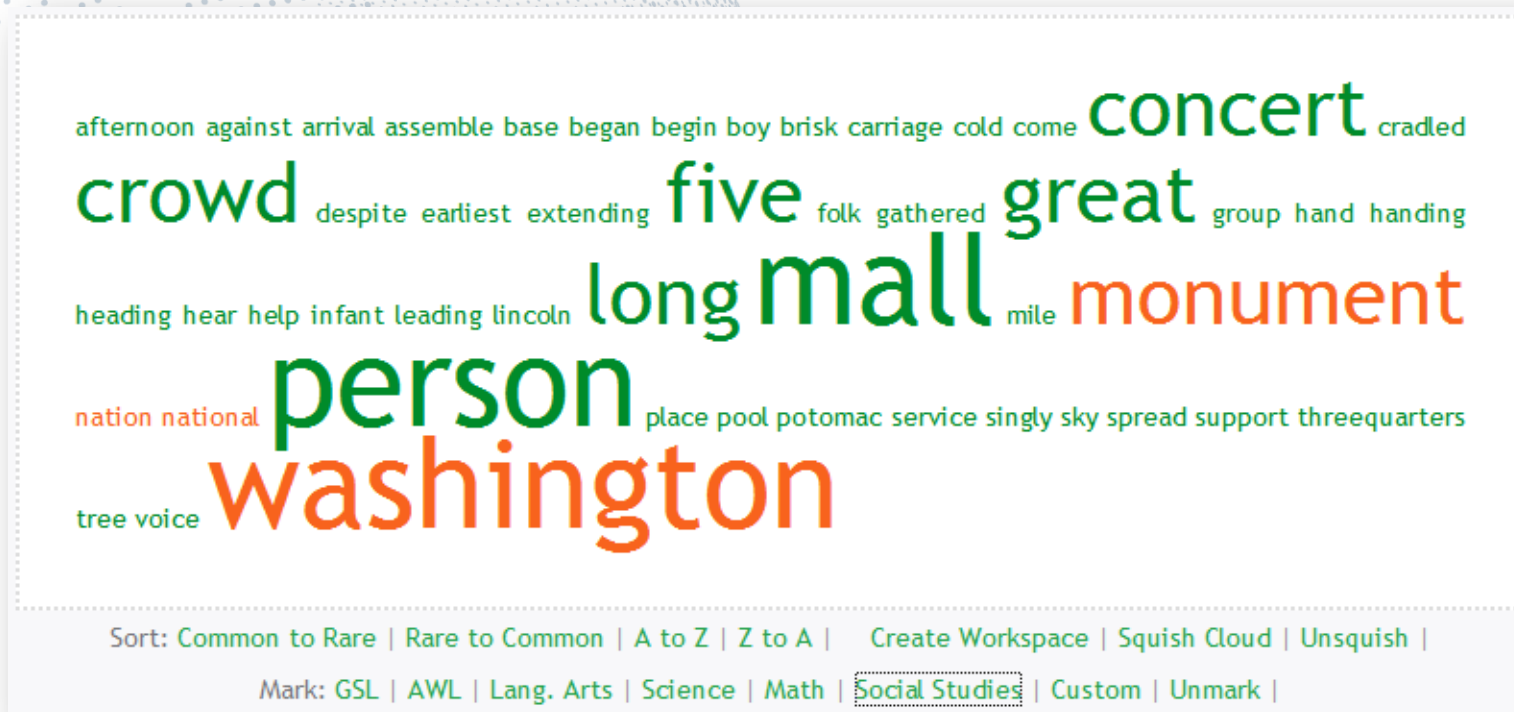 afternoon against arrival assemble base began begin boy brisk carriage cold come concert cradled
crowd despite earliest extending five folk gathered great group hand handing
heading hear help infant leading lincoln long mall mile monument
nation national person place pool potomac service singly sky spread support threequarters
tree voice washington
Sort: Common to Rare | Rare to Common | A to Z | Z to A | Create Workspace | Squish Cloud | Unsquish |
Mark: GSL | AWL | Lang. Arts | Science | Math | Social Studies | Custom | Unmark |